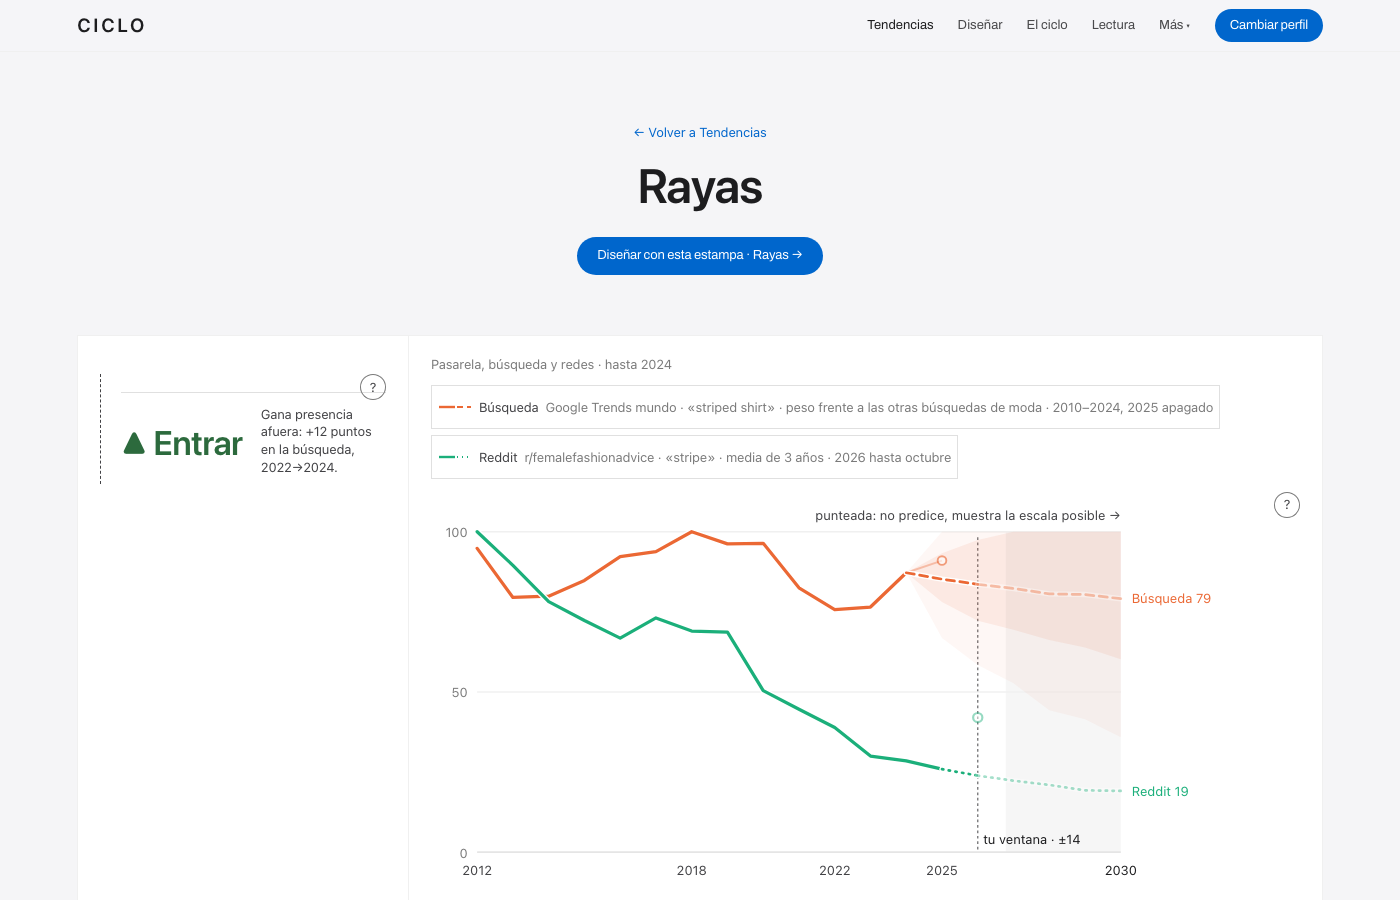 CICLO
Tendencias
Diseñar
El ciclo
Lectura
Más ▾
Cambiar perfil
← Volver a Tendencias
Rayas
Diseñar con esta estampa · Rayas →
?
▲ Entrar
Gana presencia
afuera: +12 puntos
en la búsqueda,
2022→2024.
Pasarela, búsqueda y redes · hasta 2024
Búsqueda Google Trends mundo · «striped shirt» · peso frente a las otras búsquedas de moda · 2010–2024, 2025 apagado
Reddit r/femalefashionadvice · «stripe» · media de 3 años · 2026 hasta octubre
?
punteada: no predice, muestra la escala posible →
100
50
0
Búsqueda 79
Reddit 19
tu ventana · ±14
2012
2018
2022
2025
2030